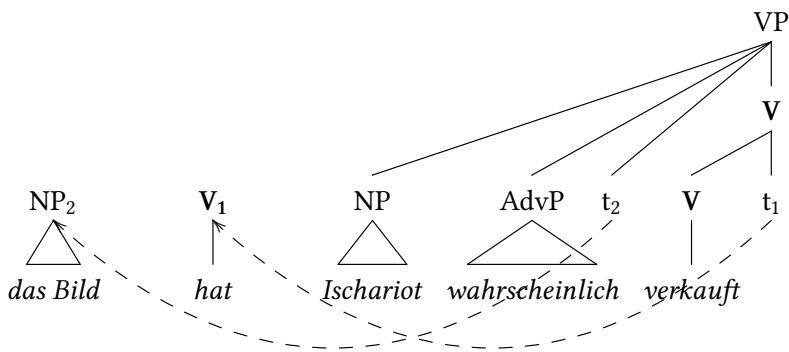 VP
V
NP₂ V₁ NP AdvP t₂ V t₁
das Bild hat Ischariot wahrscheinlich verkauft